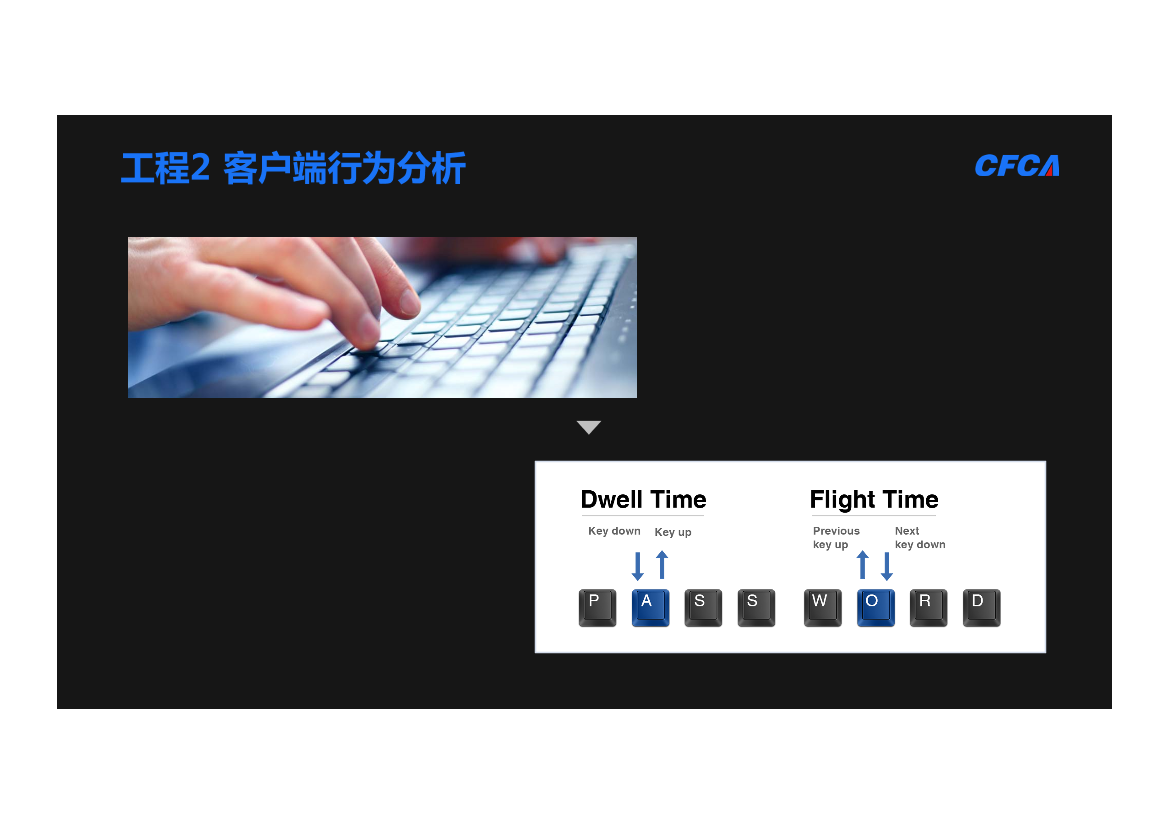 工程2 客户端行为分析
CFCA
Dwell Time
Flight Time
Key down
Key up
Previous
key up
Next
key down
P A S S W O R D